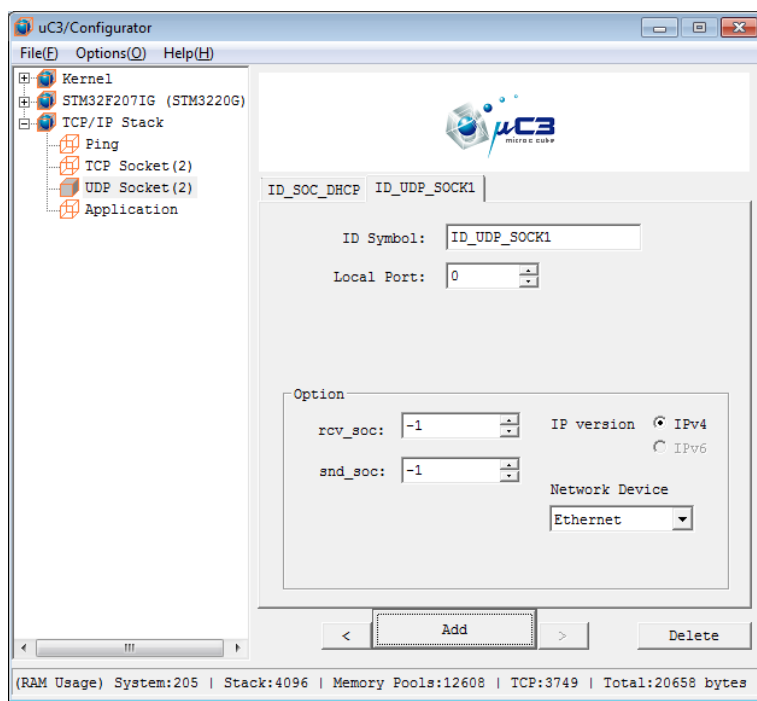 uC3/Configurator
File(F) Options(O) Help(H)
Kernel
STM32F207IG (STM3220G)
TCP/IP Stack
Ping
TCP Socket(2)
UDP Socket(2)
Application
µC3
micro c cube
ID_SOC_DHCP ID_UDP_SOCK1
ID Symbol: ID_UDP_SOCK1
Local Port: 0
Option
rcv_soc: -1 IP version IPv4
IPv6
snd_soc: -1
Network Device
Ethernet
< Add > Delete
(RAM Usage) System:205 | Stack:4096 | Memory Pools:12608 | TCP:3749 | Total:20658 bytes